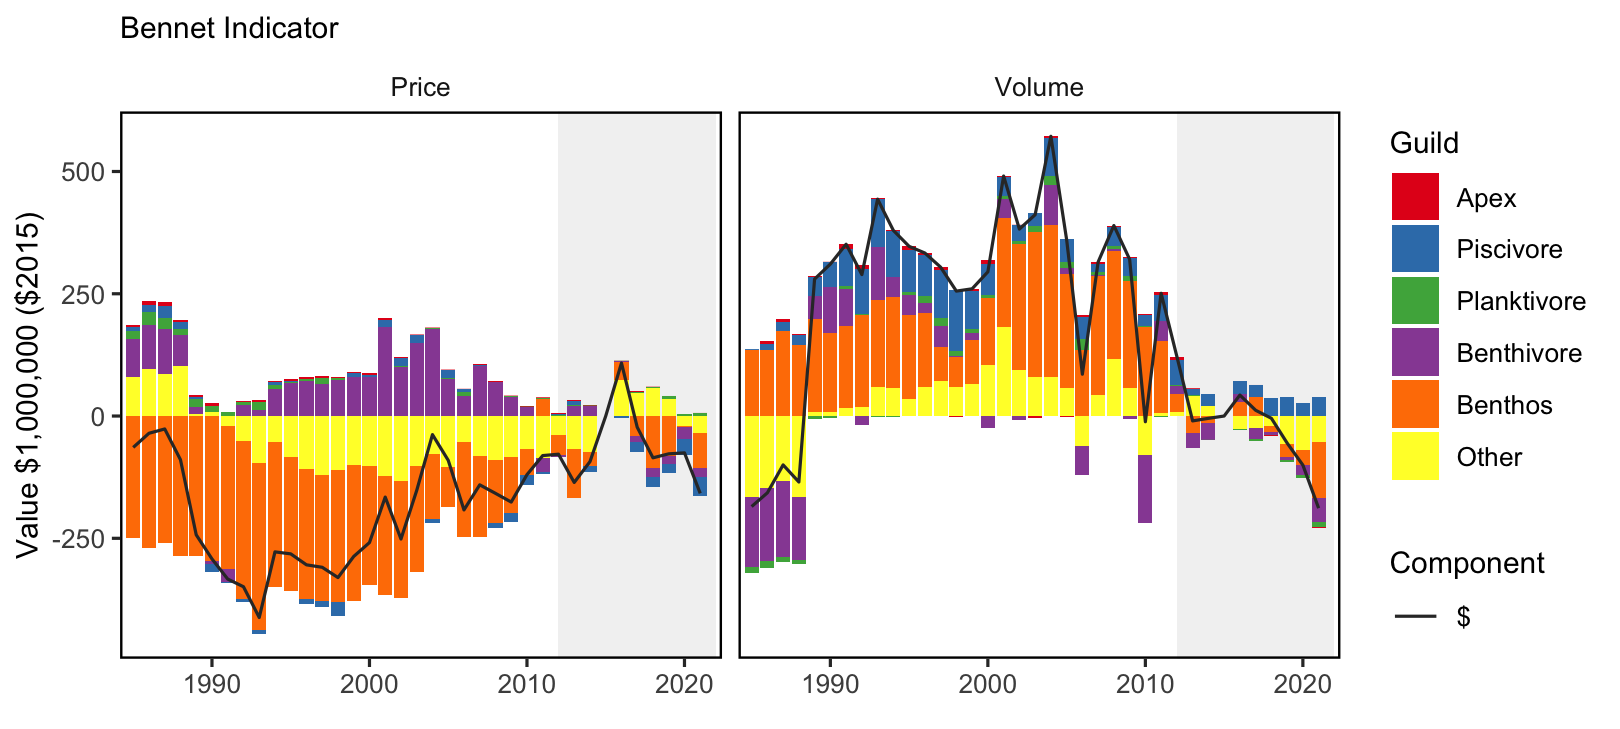 Bennet Indicator
Price
Volume
Value $1,000,000 ($2015)
500
250
0
-250
1990
2000
2010
2020
1990
2000
2010
2020
Guild
Apex
Piscivore
Planktivore
Benthivore
Benthos
Other
Component
$